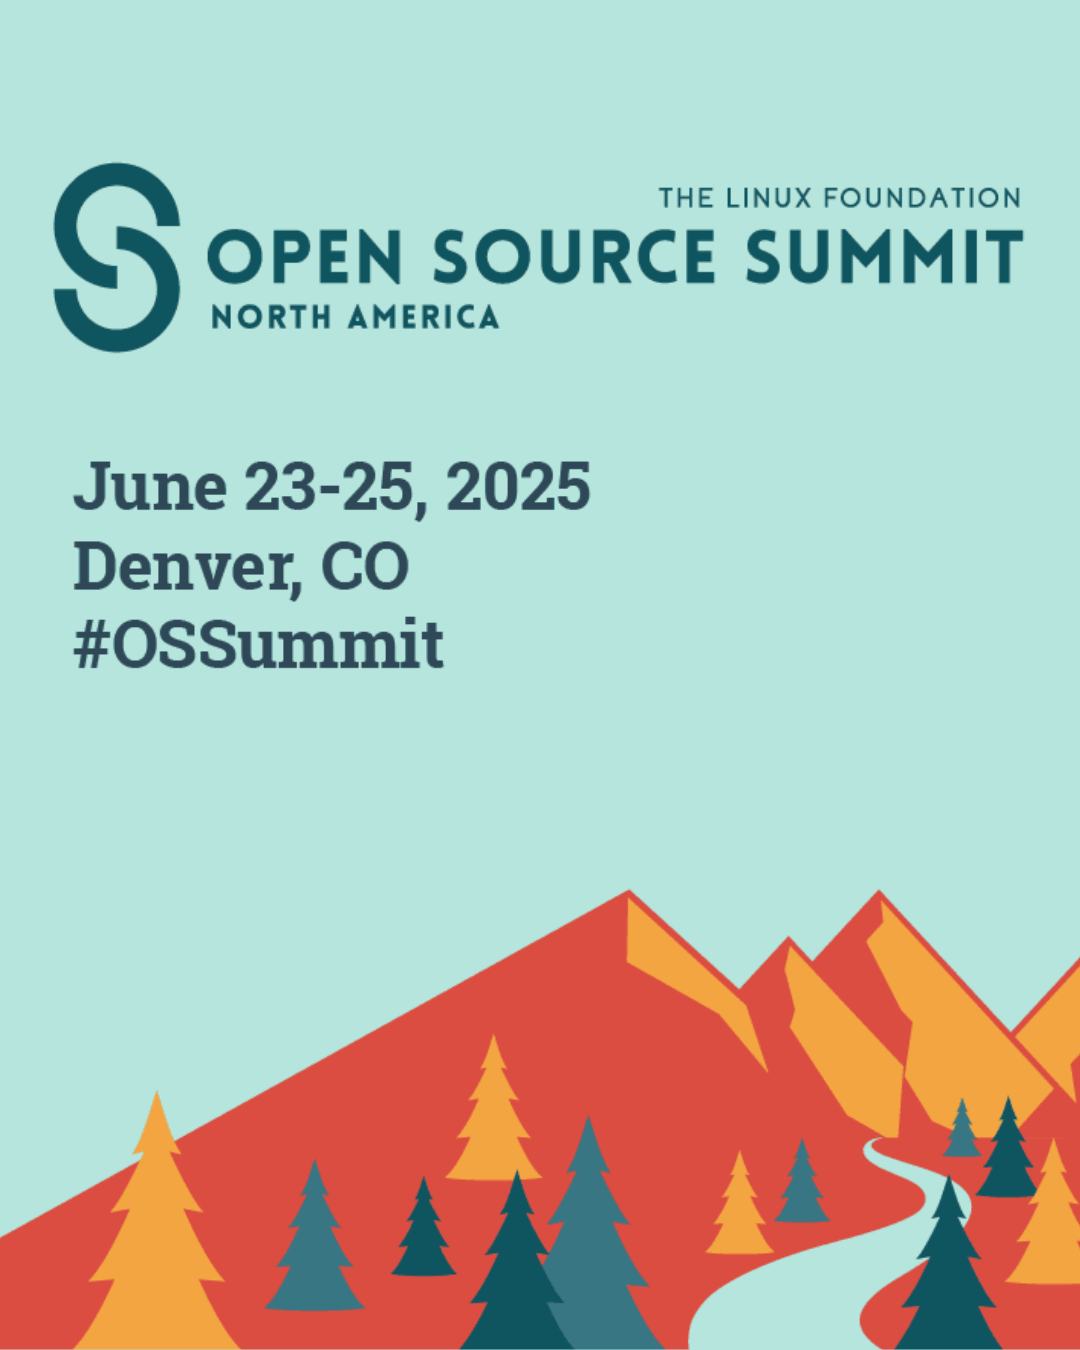 THE LINUX FOUNDATION
OPEN SOURCE SUMMIT
NORTH AMERICA
June 23-25, 2025
Denver, CO
#OSSummit